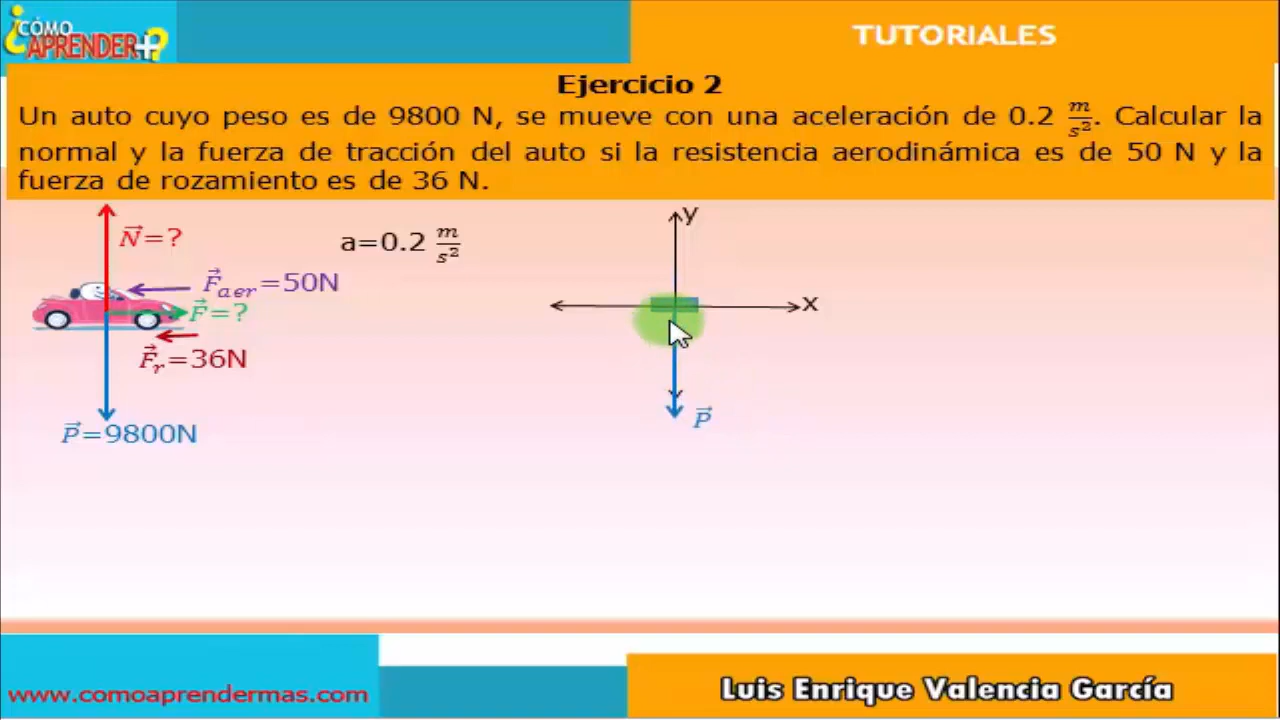 ¿CÓMO
APRENDER+?
TUTORIALES
Ejercicio 2
Un auto cuyo peso es de 9800 N, se mueve con una aceleración de 0.2 m/s². Calcular la
normal y la fuerza de tracción del auto si la resistencia aerodinámica es de 50 N y la
fuerza de rozamiento es de 36 N.
N⃗=?
a=0.2 m/s²
F⃗aer=50N
F⃗=?
F⃗r=36N
P⃗=9800N
y
x
P⃗
www.comoaprendermas.com
Luis Enrique Valencia García